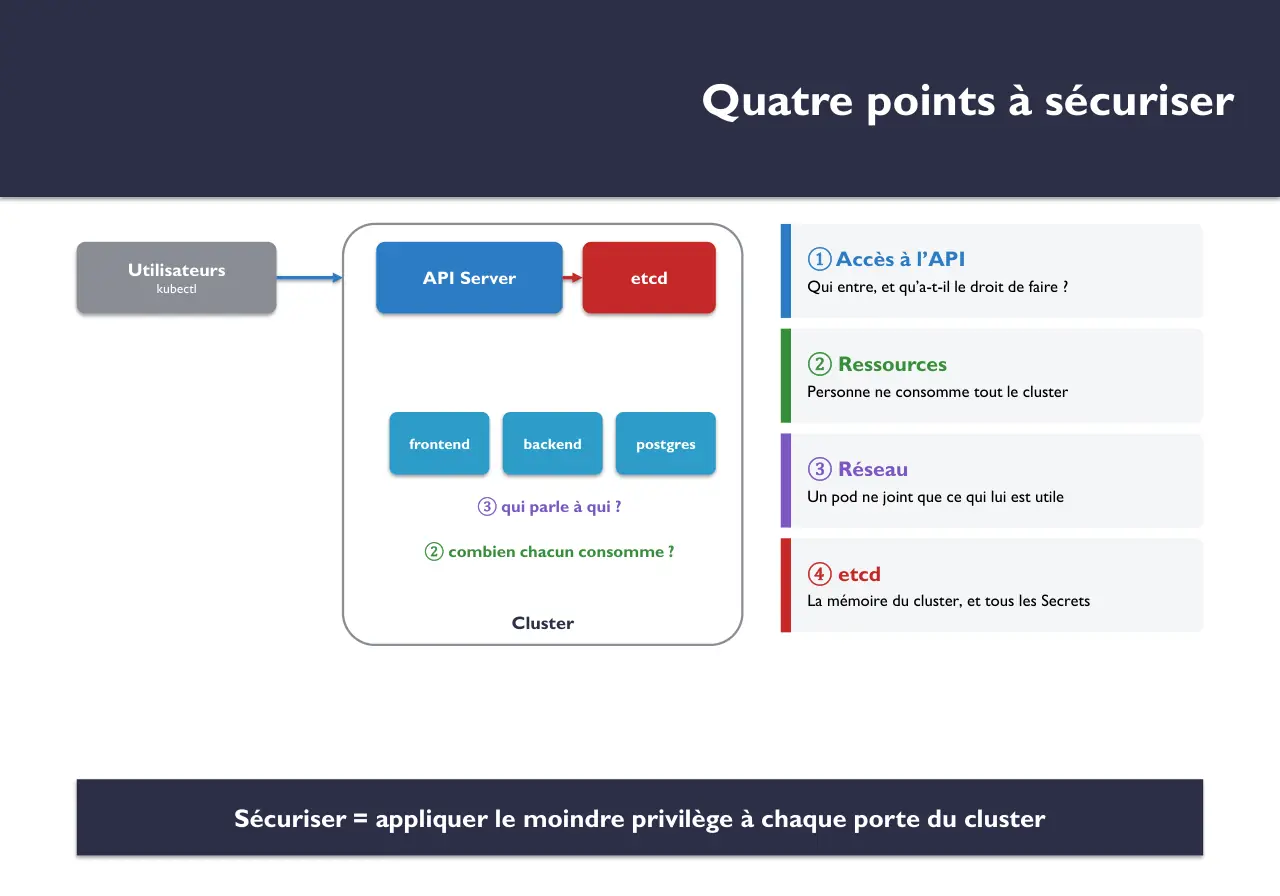 Quatre points à sécuriser
Utilisateurs
kubectl
API Server
etcd
frontend
backend
postgres
③ qui parle à qui ?
② combien chacun consomme ?
Cluster
① Accès à l’API
Qui entre, et qu’a-t-il le droit de faire ?
② Ressources
Personne ne consomme tout le cluster
③ Réseau
Un pod ne joint que ce qui lui est utile
④ etcd
La mémoire du cluster, et tous les Secrets
Sécuriser = appliquer le moindre privilège à chaque porte du cluster